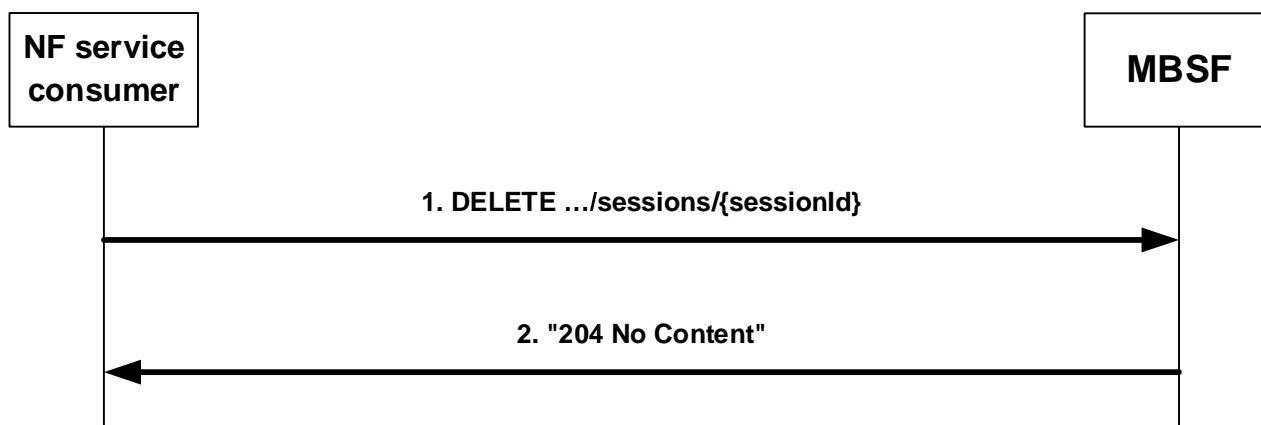 NF service
consumer
MBSF
1. DELETE …/sessions/{sessionId}
2. "204 No Content"